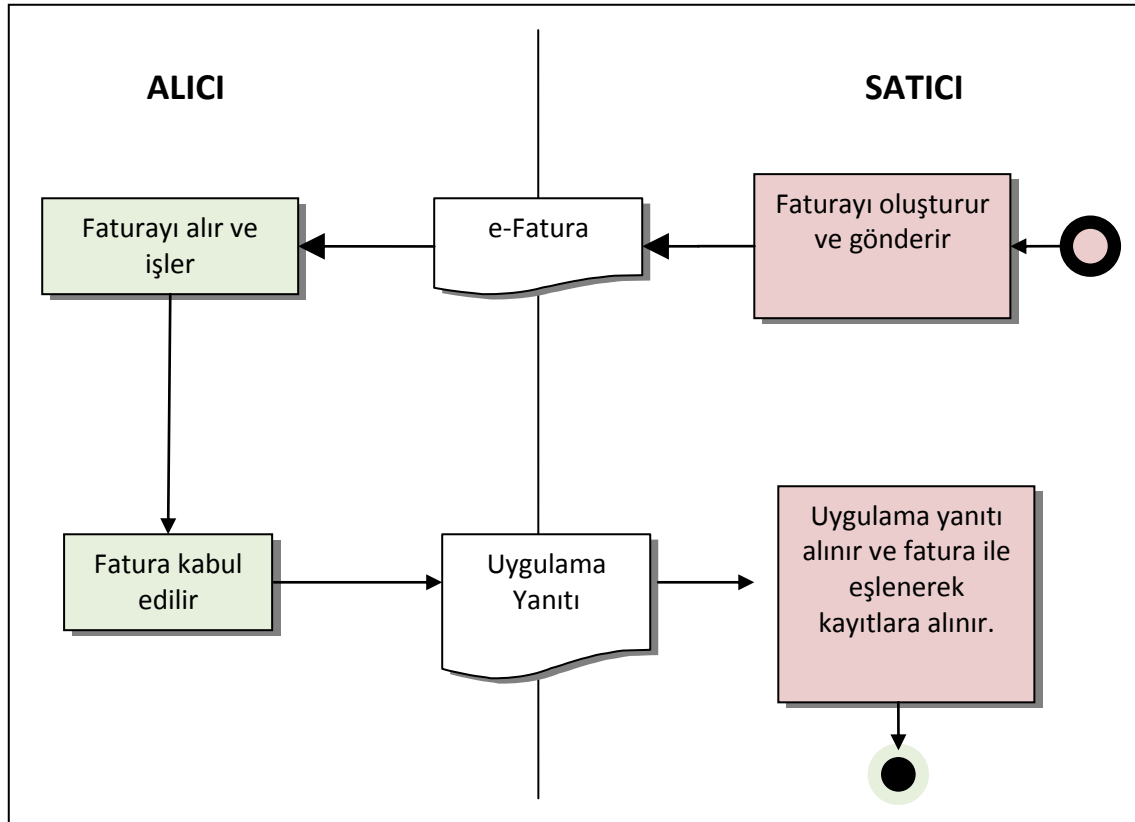 ALICI
SATICI
Faturayı alır ve
işler
e-Fatura
Faturayı oluşturur
ve gönderir
Fatura kabul
edilir
Uygulama
Yanıtı
Uygulama yanıtı
alınır ve fatura ile
eşlenerek
kayıtlara alınır.